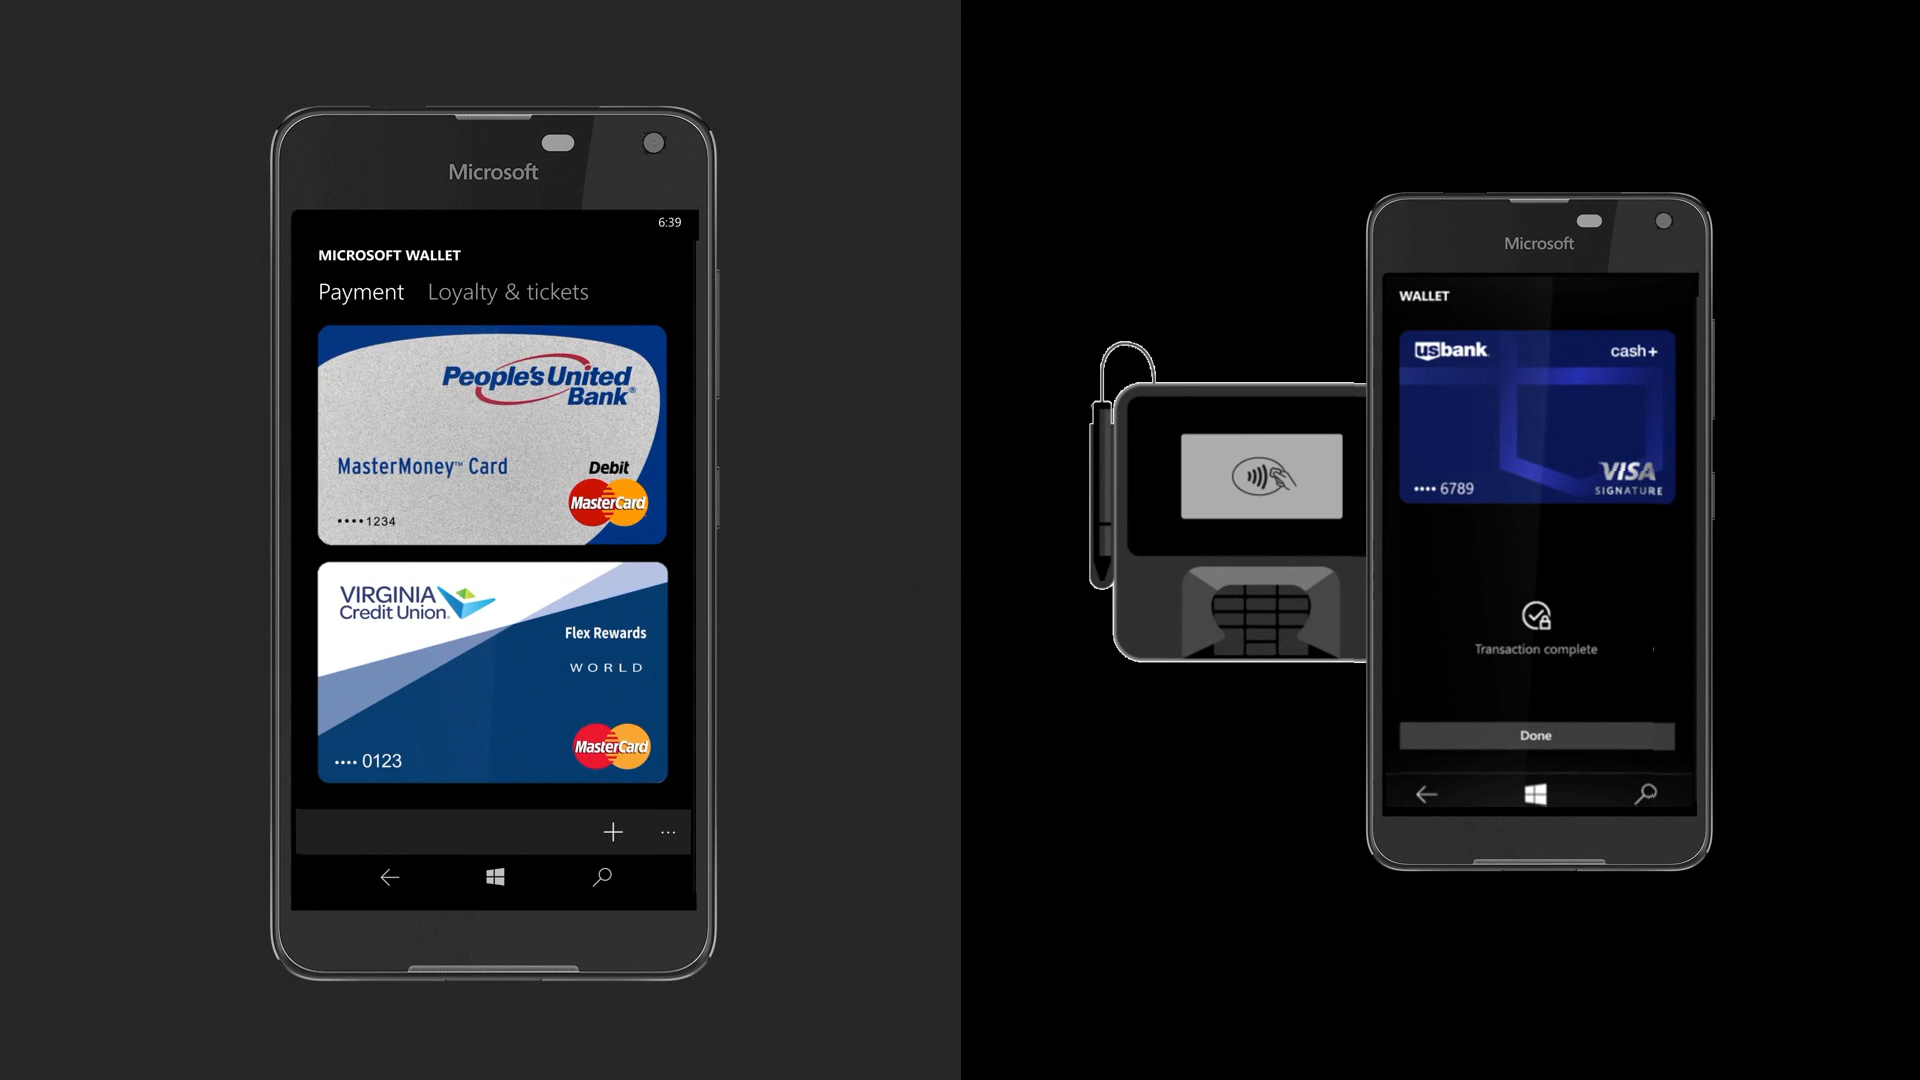 Microsoft
6:39
MICROSOFT WALLET
Payment Loyalty & tickets
People's United
Bank®
MasterMoney™ Card
Debit
MasterCard
••••1234
VIRGINIA
Credit Union®
Flex Rewards
WORLD
MasterCard
•••• 0123
Microsoft
WALLET
usbank
cash+
VISA
SIGNATURE
•••• 6789
Transaction complete
Done